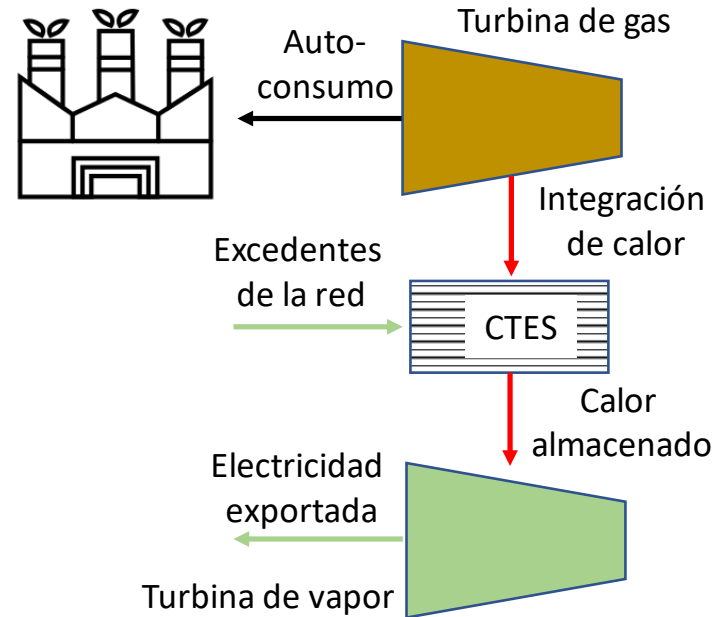 Turbina de gas
Auto-
consumo
Integración
de calor
Excedentes
de la red
CTES
Calor
almacenado
Electricidad
exportada
Turbina de vapor